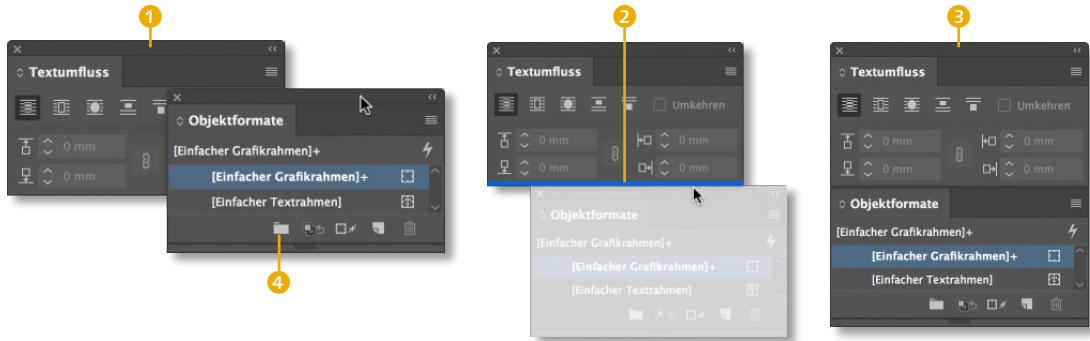 1
2
3
Textumfluss
0 mm
0 mm
Objektformate
[Einfacher Grafikrahmen]+
[Einfacher Grafikrahmen]+
[Einfacher Textrahmen]
4
Textumfluss
Umkehren
0 mm
0 mm
0 mm
0 mm
Objektformate
[Einfacher Grafikrahmen]+
[Einfacher Grafikrahmen]+
[Einfacher Textrahmen]
Textumfluss
Umkehren
0 mm
0 mm
0 mm
0 mm
Objektformate
[Einfacher Grafikrahmen]+
[Einfacher Grafikrahmen]+
[Einfacher Textrahmen]